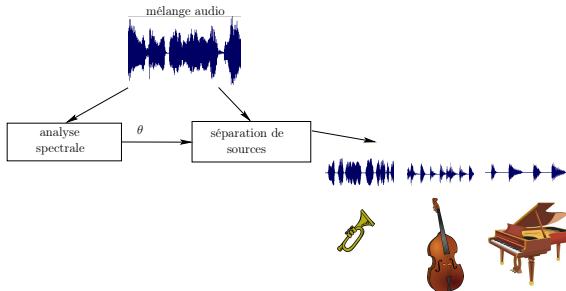 mélange audio
analyse
spectrale
θ
séparation de
sources